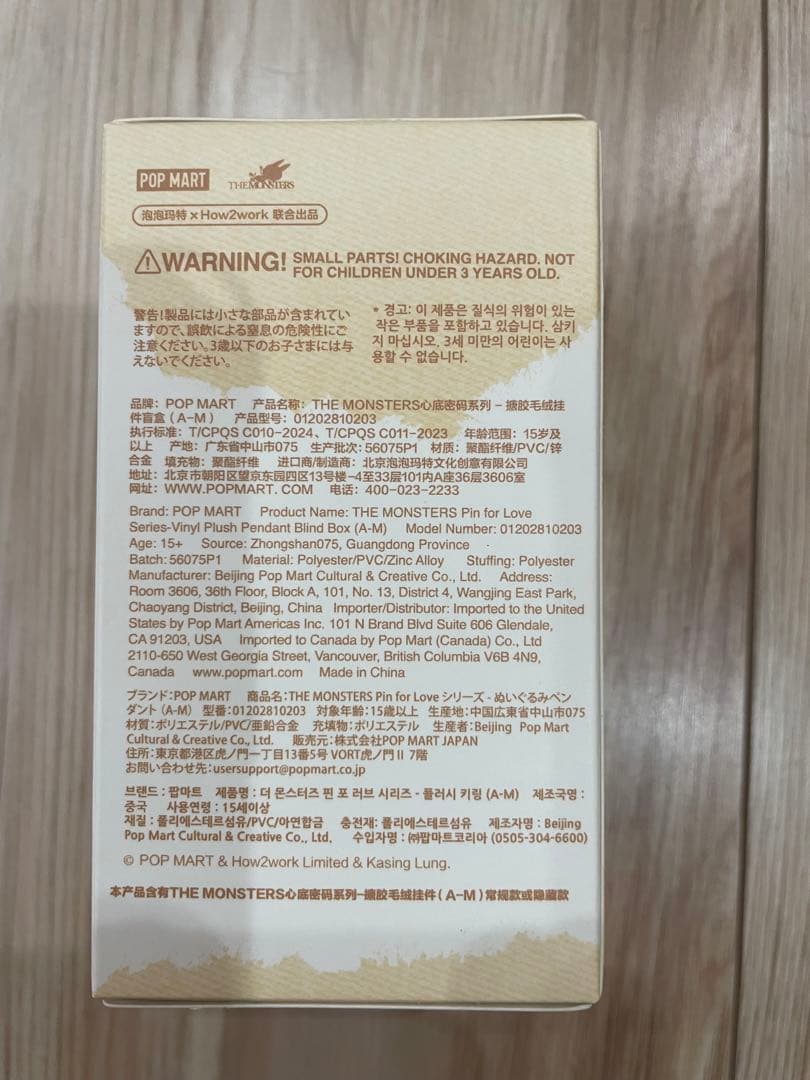 POP MART THE MONSTERS
泡泡玛特 × How2work 联合出品
WARNING! SMALL PARTS! CHOKING HAZARD. NOT
FOR CHILDREN UNDER 3 YEARS OLD.
警告!製品には小さな部品が含まれてい
ますので、誤飲による窒息の危険性にご
注意ください。3歳以下のお子さまには与
えないでください。
* 경고: 이 제품은 질식의 위험이 있는
작은 부품을 포함하고 있습니다. 삼키
지 마십시오. 3세 미만의 어린이는 사
용할 수 없습니다.
品牌：POP MART 产品名称：THE MONSTERS心底密码系列 – 搪胶毛绒挂
件盲盒（A–M） 产品型号：01202810203
执行标准：T/CPQS C010-2024、T/CPQS C011-2023 年龄范围：15岁及
以上 产地：广东省中山市075 生产批次：56075P1 材质：聚酯纤维/PVC/锌
合金 填充物：聚酯纤维 进口商/制造商：北京泡泡玛特文化创意有限公司
地址：北京市朝阳区望京东园四区13号楼-4至33层101内A座36层3606室
网址：WWW.POPMART. COM 电话：400-023-2233
Brand: POP MART Product Name: THE MONSTERS Pin for Love
Series-Vinyl Plush Pendant Blind Box (A-M) Model Number: 01202810203
Age: 15+ Source: Zhongshan075, Guangdong Province
Batch: 56075P1 Material: Polyester/PVC/Zinc Alloy Stuffing: Polyester
Manufacturer: Beijing Pop Mart Cultural & Creative Co., Ltd. Address:
Room 3606, 36th Floor, Block A, 101, No. 13, District 4, Wangjing East Park,
Chaoyang District, Beijing, China Importer/Distributor: Imported to the United
States by Pop Mart Americas Inc. 101 N Brand Blvd Suite 606 Glendale,
CA 91203, USA Imported to Canada by Pop Mart (Canada) Co., Ltd
2110-650 West Georgia Street, Vancouver, British Columbia V6B 4N9,
Canada www.popmart.com Made in China
ブランド：POP MART 商品名：THE MONSTERS Pin for Love シリーズ - ぬいぐるみペン
ダント（A-M） 型番：01202810203 対象年齢：15歳以上 生産地：中国広東省中山市075
材質：ポリエステル/PVC/亜鉛合金 充填物：ポリエステル 生産者：Beijing Pop Mart
Cultural & Creative Co., Ltd. 販売元：株式会社POP MART JAPAN
住所：東京都港区虎ノ門一丁目13番5号 VORT虎ノ門Ⅱ 7階
お問い合わせ先：usersupport@popmart.co.jp
브랜드 : 팝마트 제품명 : 더 몬스터즈 핀 포 러브 시리즈 - 플러시 키링 (A-M) 제조국명 :
중국 사용연령 : 15세이상
재질 : 폴리에스테르섬유/PVC/아연합금 충전재: 폴리에스테르섬유 제조자명 : Beijing
Pop Mart Cultural & Creative Co., Ltd. 수입자명 : ㈜팝마트코리아 (0505-304-6600)
© POP MART & How2work Limited & Kasing Lung.
本产品含有THE MONSTERS心底密码系列–搪胶毛绒挂件（A–M）常规款或隐藏款